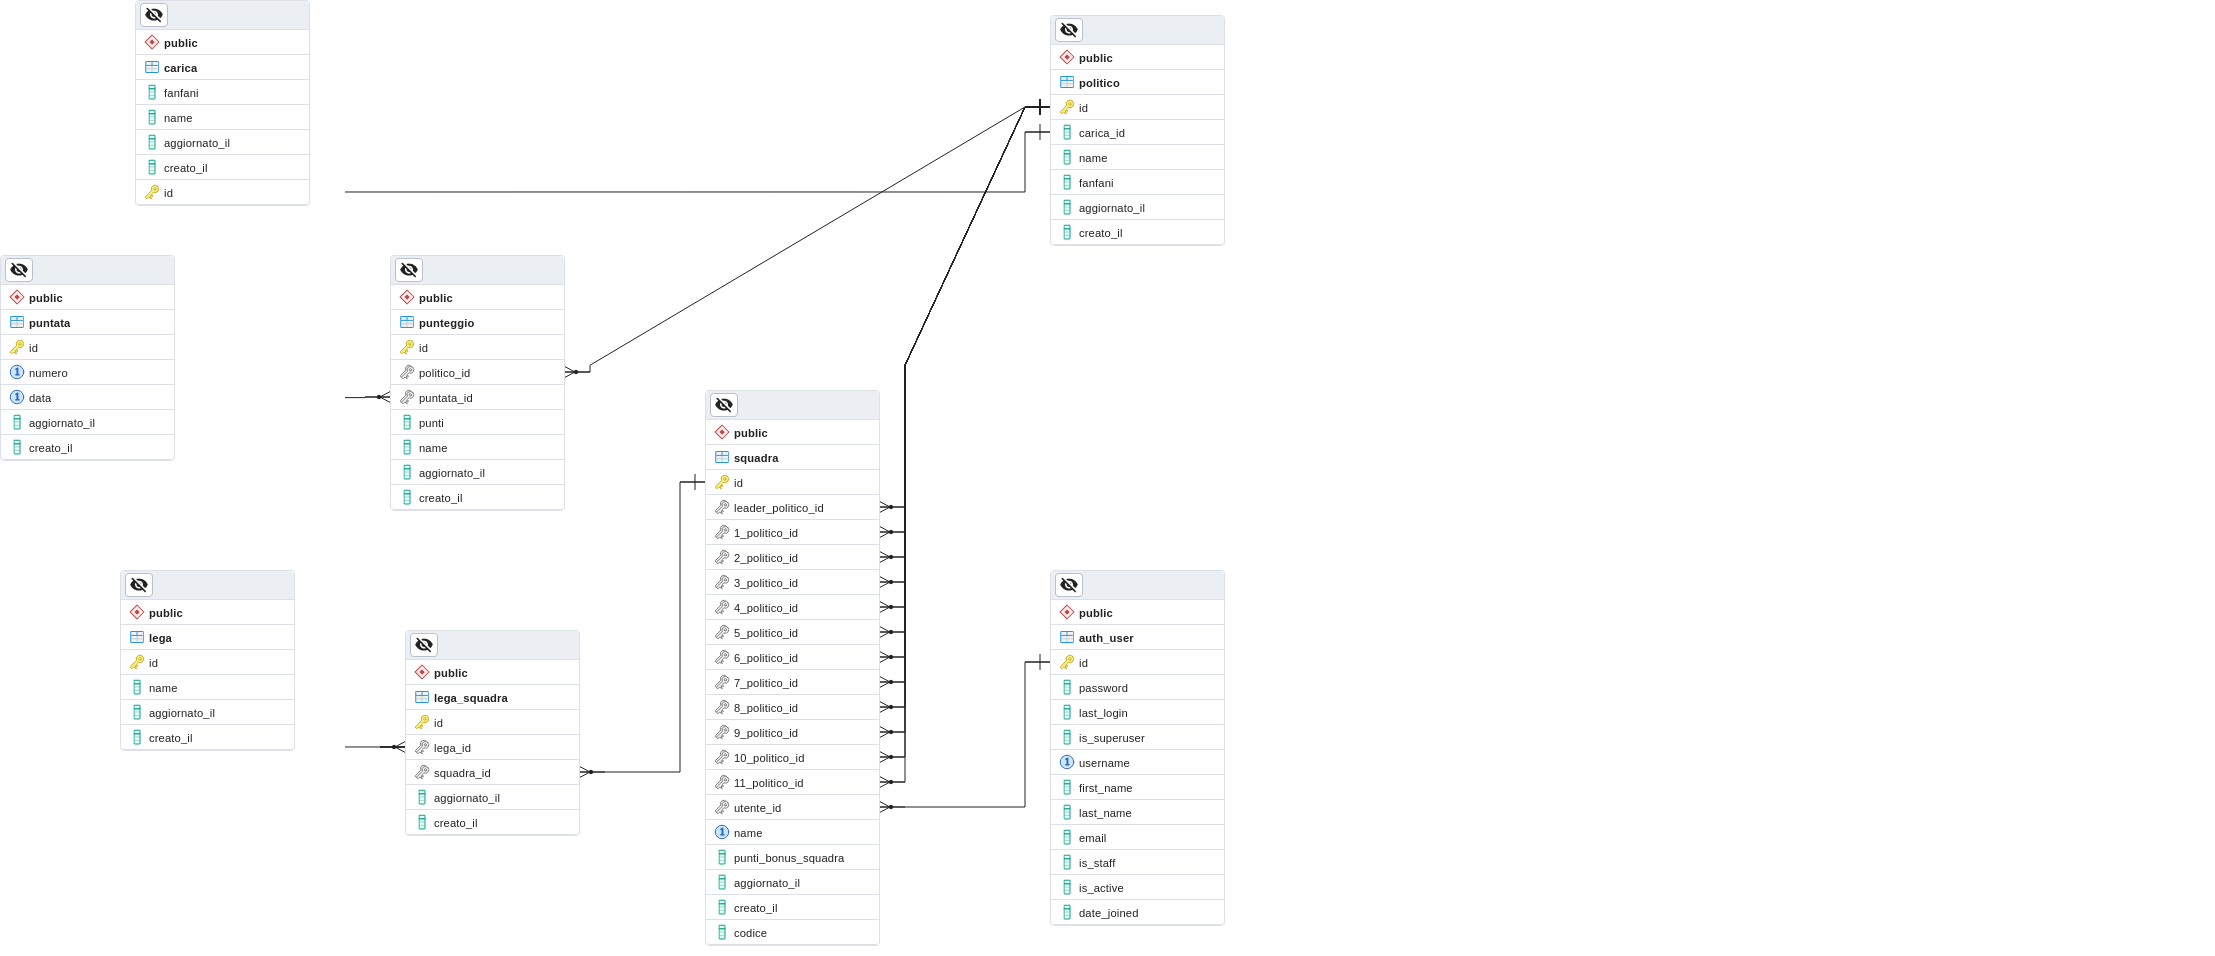 public
carica
fanfani
name
aggiornato_il
creato_il
id
public
politico
id
carica_id
name
fanfani
aggiornato_il
creato_il
public
puntata
id
numero
data
aggiornato_il
creato_il
public
punteggio
id
politico_id
puntata_id
punti
name
aggiornato_il
creato_il
public
squadra
id
leader_politico_id
1_politico_id
2_politico_id
3_politico_id
4_politico_id
5_politico_id
6_politico_id
7_politico_id
8_politico_id
9_politico_id
10_politico_id
11_politico_id
utente_id
name
punti_bonus_squadra
aggiornato_il
creato_il
codice
public
lega
id
name
aggiornato_il
creato_il
public
lega_squadra
id
lega_id
squadra_id
aggiornato_il
creato_il
public
auth_user
id
password
last_login
is_superuser
username
first_name
last_name
email
is_staff
is_active
date_joined